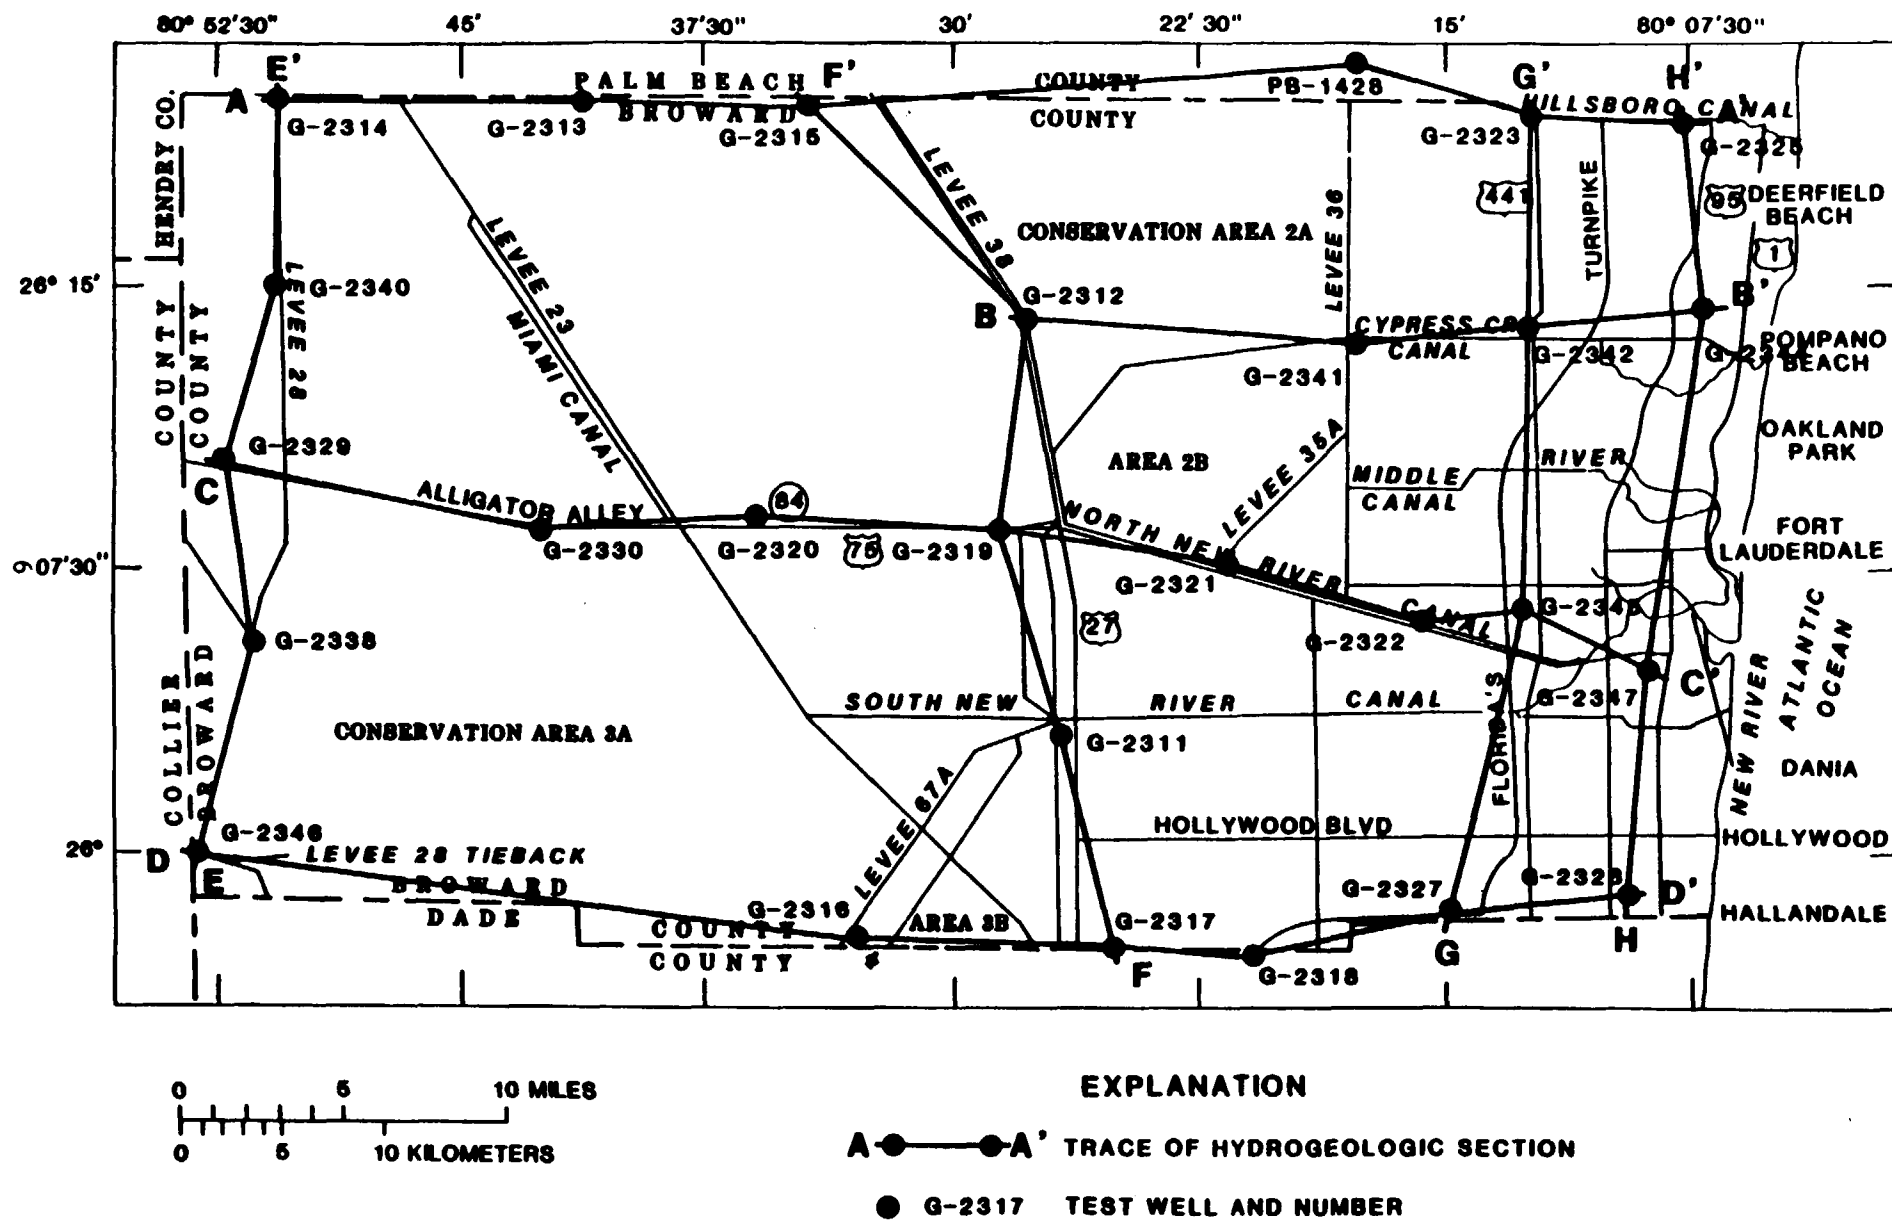 80° 52'30" 45' 37'30" 30' 22'30" 15' 80° 07'30"
E' F' G' H'
PALM BEACH COUNTY
A A'
BROWARD COUNTY
PB-1428
HILLSBORO CANAL
G-2314 G-2313 G-2315 G-2323 G-2325
HENDRY CO.
LEVEE 38
LEVEE 36
441
TURNPIKE
95
DEERFIELD
BEACH
1
CONSERVATION AREA 2A
LEVEE 23
MIAMI CANAL
26° 15'
G-2340
LEVEE 28
G-2312
B B'
COUNTY
COUNTY
CYPRESS CR.
CANAL
G-2342 G-2344
POMPANO
BEACH
G-2341
G-2329
C
ALLIGATOR ALLEY
84
AREA 2B
LEVEE 35A
MIDDLE RIVER
CANAL
OAKLAND
PARK
G-2330 G-2320 75 G-2319
NORTH NEW RIVER CANAL
FORT
LAUDERDALE
07'30"
G-2321
G-2345
27
G-2322
G-2338
C'
G-2347
ATLANTIC
OCEAN
NEW RIVER
COLLIER
BROWARD
SOUTH NEW RIVER CANAL
CONSERVATION AREA 3A
G-2311
FLORIDA'S
DANIA
LEVEE 67A
HOLLYWOOD BLVD
HOLLYWOOD
26°
G-2346
D
E
LEVEE 28 TIEBACK
BROWARD COUNTY
DADE COUNTY
G-2316
AREA 3B
G-2317
F
G-2318
G-2327
G
G-2328
D'
H
HALLANDALE
0 5 10 MILES
0 5 10 KILOMETERS
EXPLANATION
A A' TRACE OF HYDROGEOLOGIC SECTION
G-2317 TEST WELL AND NUMBER